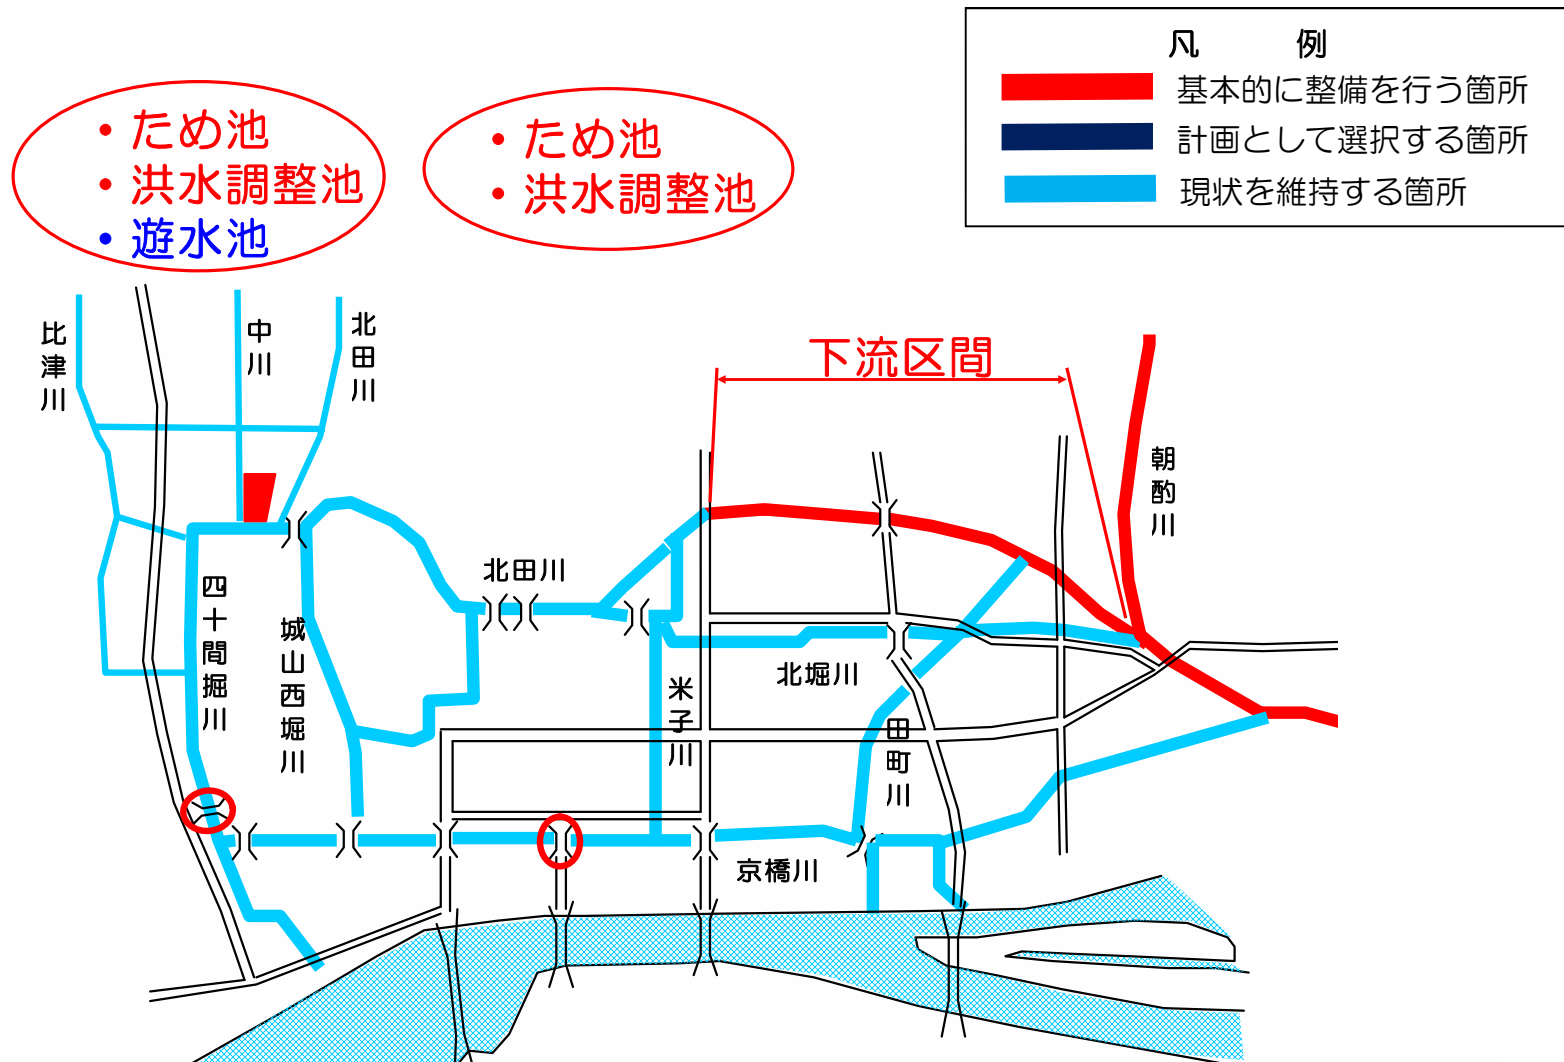 凡 例
基本的に整備を行う箇所
計画として選択する箇所
現状を維持する箇所
・ため池
・洪水調整池
・遊水池
・ため池
・洪水調整池
比津川
中川
北田川
下流区間
朝酌川
北田川
四十間掘川
城山西堀川
米子川
北堀川
田町川
京橋川